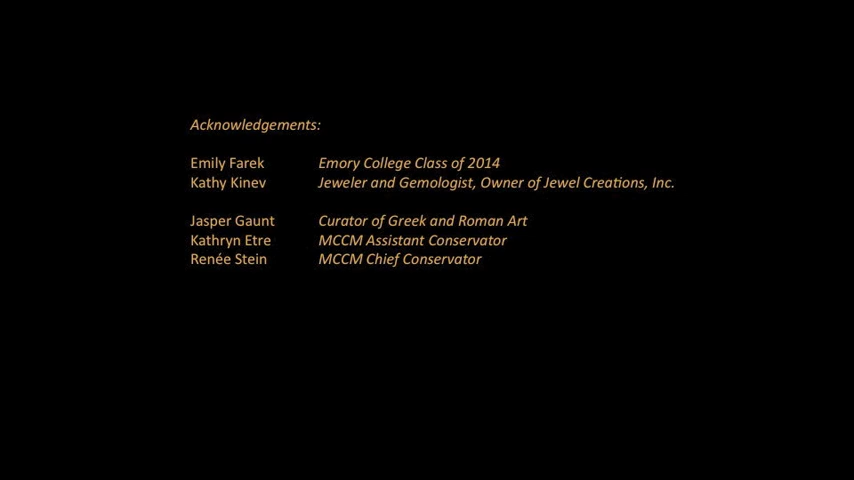 Acknowledgements:
Emily Farek Emory College Class of 2014
Kathy Kinev Jeweler and Gemologist, Owner of Jewel Creations, Inc.
Jasper Gaunt Curator of Greek and Roman Art
Kathryn Etre MCCM Assistant Conservator
Renée Stein MCCM Chief Conservator